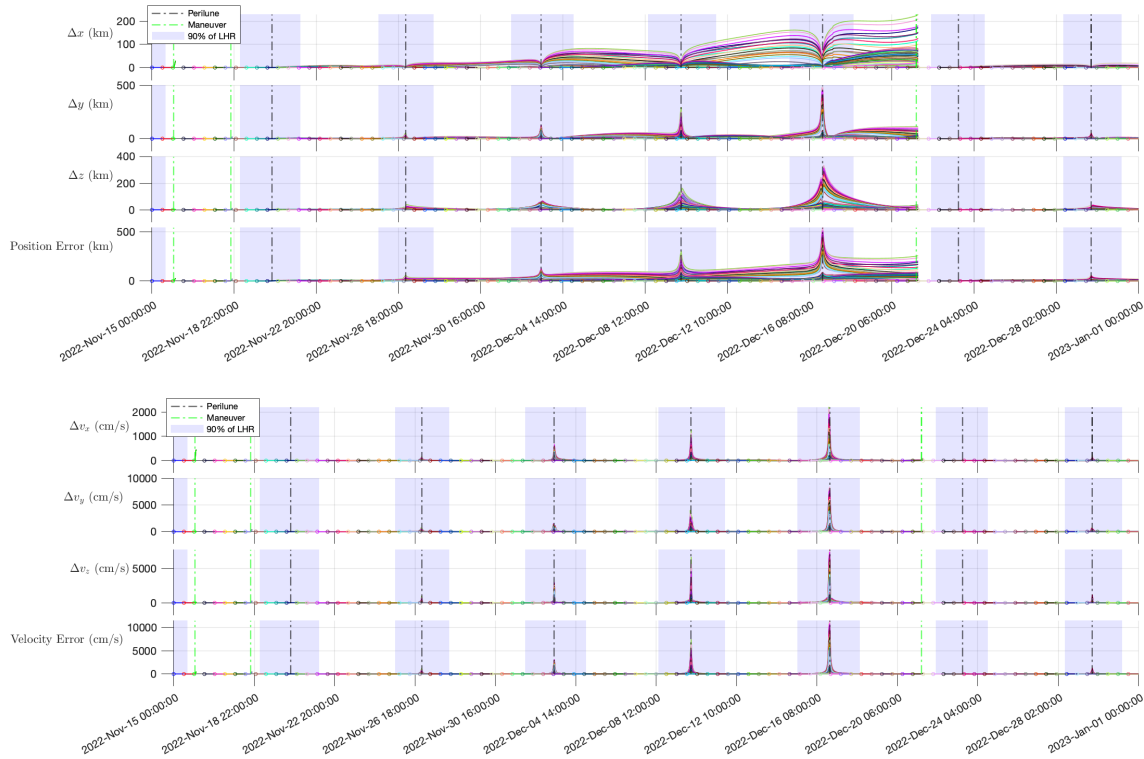 Perilune
Maneuver
90% of LHR
Δx (km)
200
100
0
Δy (km)
500
0
Δz (km)
400
200
0
Position Error (km)
500
0
2022-Nov-15 00:00:00
2022-Nov-18 22:00:00
2022-Nov-22 20:00:00
2022-Nov-26 18:00:00
2022-Nov-30 16:00:00
2022-Dec-04 14:00:00
2022-Dec-08 12:00:00
2022-Dec-12 10:00:00
2022-Dec-16 08:00:00
2022-Dec-20 06:00:00
2022-Dec-24 04:00:00
2022-Dec-28 02:00:00
2023-Jan-01 00:00:00
Perilune
Maneuver
90% of LHR
Δv_x (cm/s)
2000
1000
0
Δv_y (cm/s)
10000
5000
0
Δv_z (cm/s)
5000
0
Velocity Error (cm/s)
10000
5000
0
2022-Nov-15 00:00:00
2022-Nov-18 22:00:00
2022-Nov-22 20:00:00
2022-Nov-26 18:00:00
2022-Nov-30 16:00:00
2022-Dec-04 14:00:00
2022-Dec-08 12:00:00
2022-Dec-12 10:00:00
2022-Dec-16 08:00:00
2022-Dec-20 06:00:00
2022-Dec-24 04:00:00
2022-Dec-28 02:00:00
2023-Jan-01 00:00:00